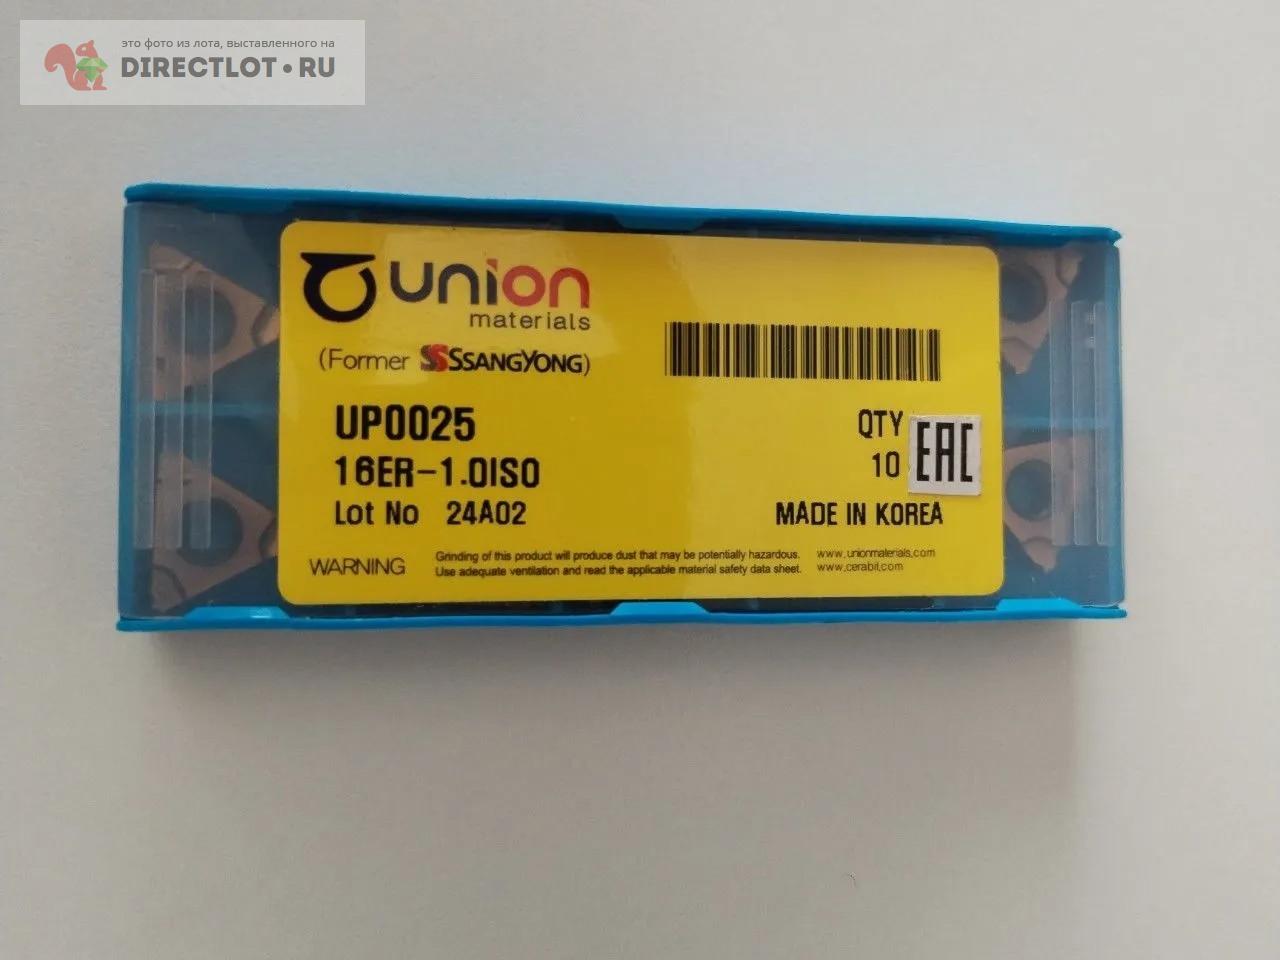 это фото из лота, выставленного на
DIRECTLOT•RU
union
materials
(Former SSANGYONG)
UP0025
QTY
16ER-1.0ISO
10
EAC
Lot No 24A02
MADE IN KOREA
WARNING
Grinding of this product will produce dust that may be potentially hazardous.
Use adequate ventilation and read the applicable material safety data sheet.
www.unionmaterials.com
www.cerabit.com